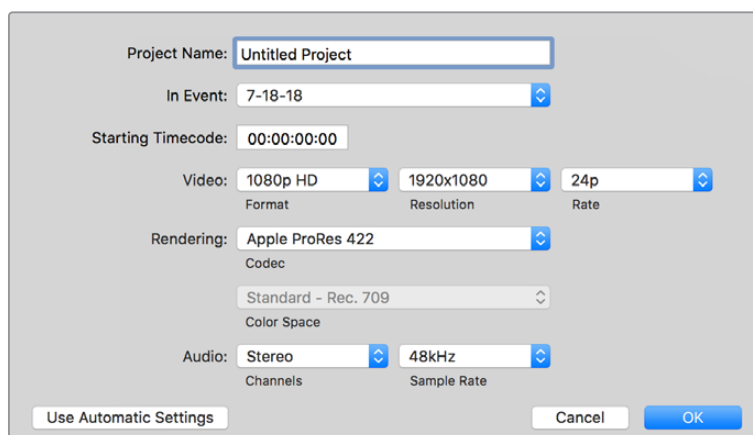 Project Name: Untitled Project
In Event: 7-18-18
Starting Timecode: 00:00:00:00
Video: 1080p HD 1920x1080 24p
Format Resolution Rate
Rendering: Apple ProRes 422
Codec
Standard - Rec. 709
Color Space
Audio: Stereo 48kHz
Channels Sample Rate
Use Automatic Settings Cancel OK